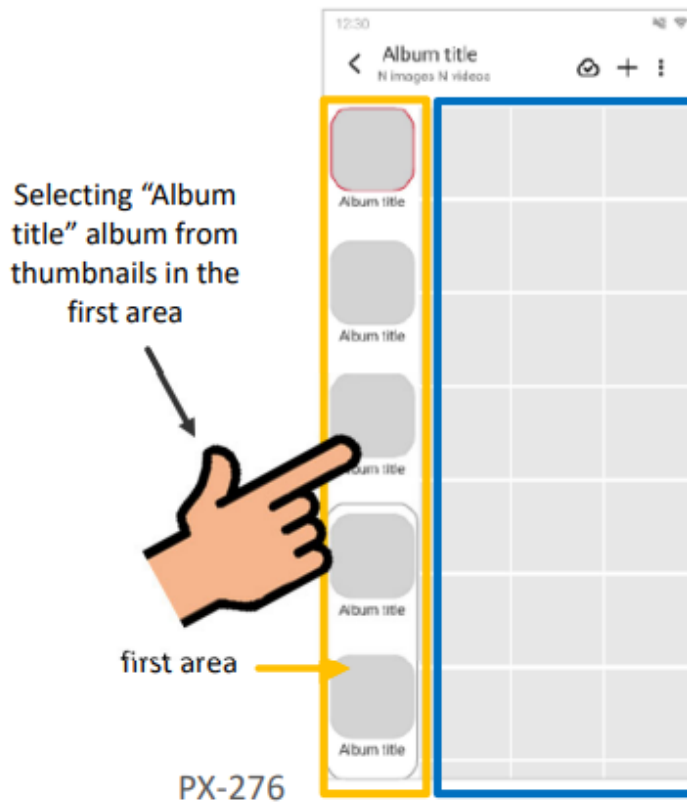 12:30
Album title
N images N videos
Album title
Selecting “Album
title” album from
thumbnails in the
first area
Album title
Album title
Album title
first area
Album title
PX-276